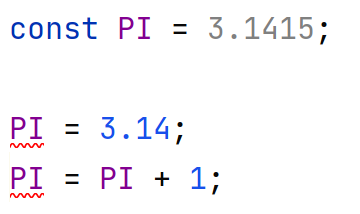 const PI = 3.1415;
PI = 3.14;
PI = PI + 1;